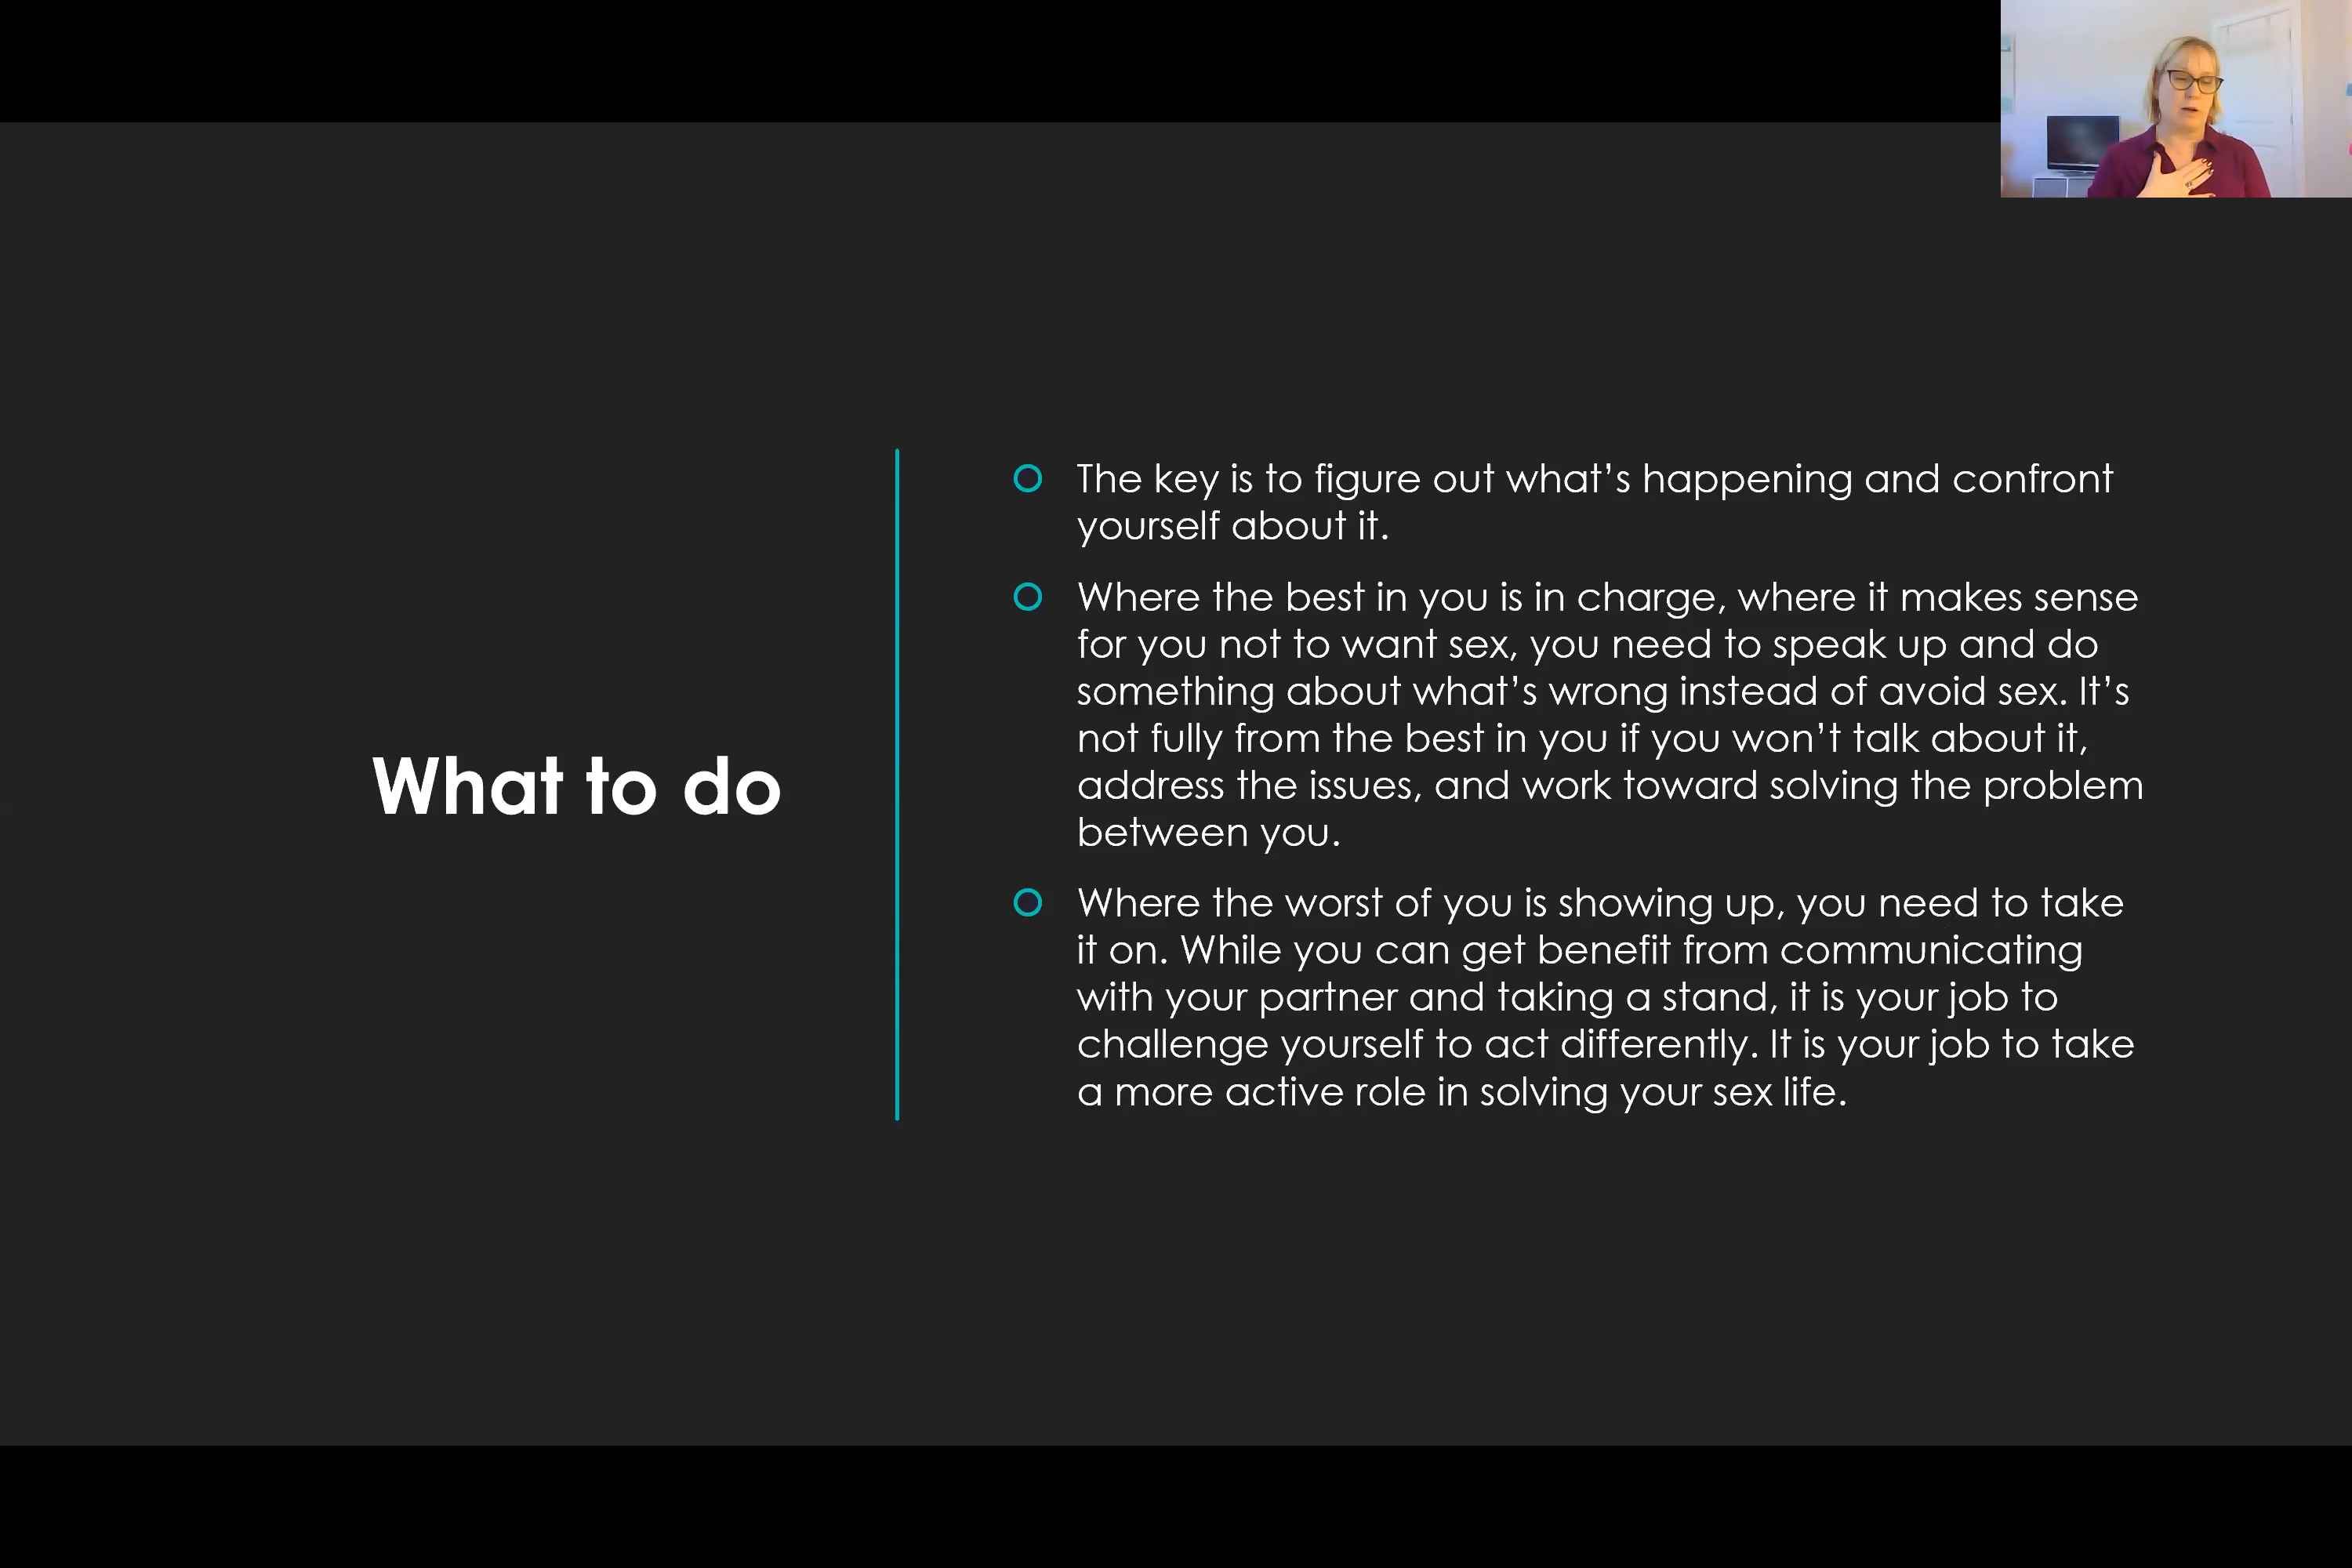 What to do
The key is to figure out what's happening and confront
yourself about it.
Where the best in you is in charge, where it makes sense
for you not to want sex, you need to speak up and do
something about what's wrong instead of avoid sex. It's
not fully from the best in you if you won't talk about it,
address the issues, and work toward solving the problem
between you.
Where the worst of you is showing up, you need to take
it on. While you can get benefit from communicating
with your partner and taking a stand, it is your job to
challenge yourself to act differently. It is your job to take
a more active role in solving your sex life.